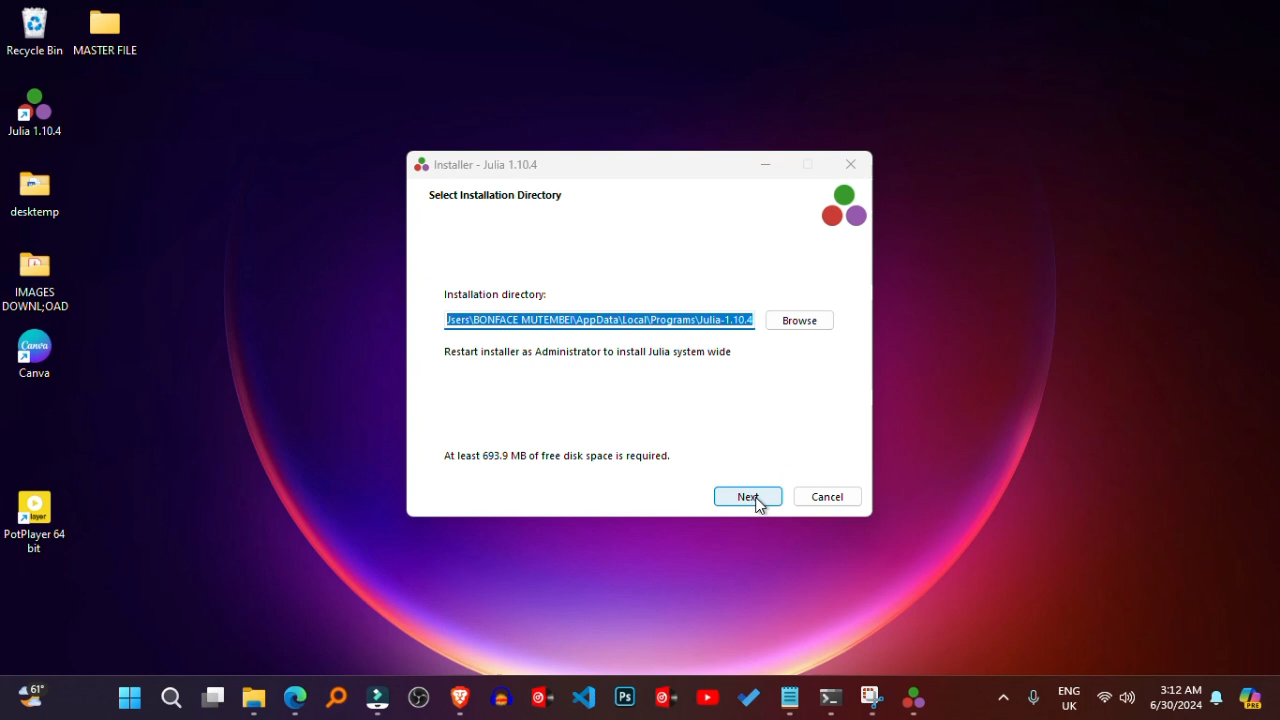 Recycle Bin
MASTER FILE
Julia 1.10.4
desktemp
IMAGES
DOWNL;OAD
Canva
Canva
PotPlayer 64
bit
Installer - Julia 1.10.4
Select Installation Directory
Installation directory:
Jsers\BONFACE MUTEMBEI\AppData\Local\Programs\Julia-1.10.4
Browse
Restart installer as Administrator to install Julia system wide
At least 693.9 MB of free disk space is required.
Next
Cancel
61°
Ps
ENG
UK
3:12 AM
6/30/2024
PRE